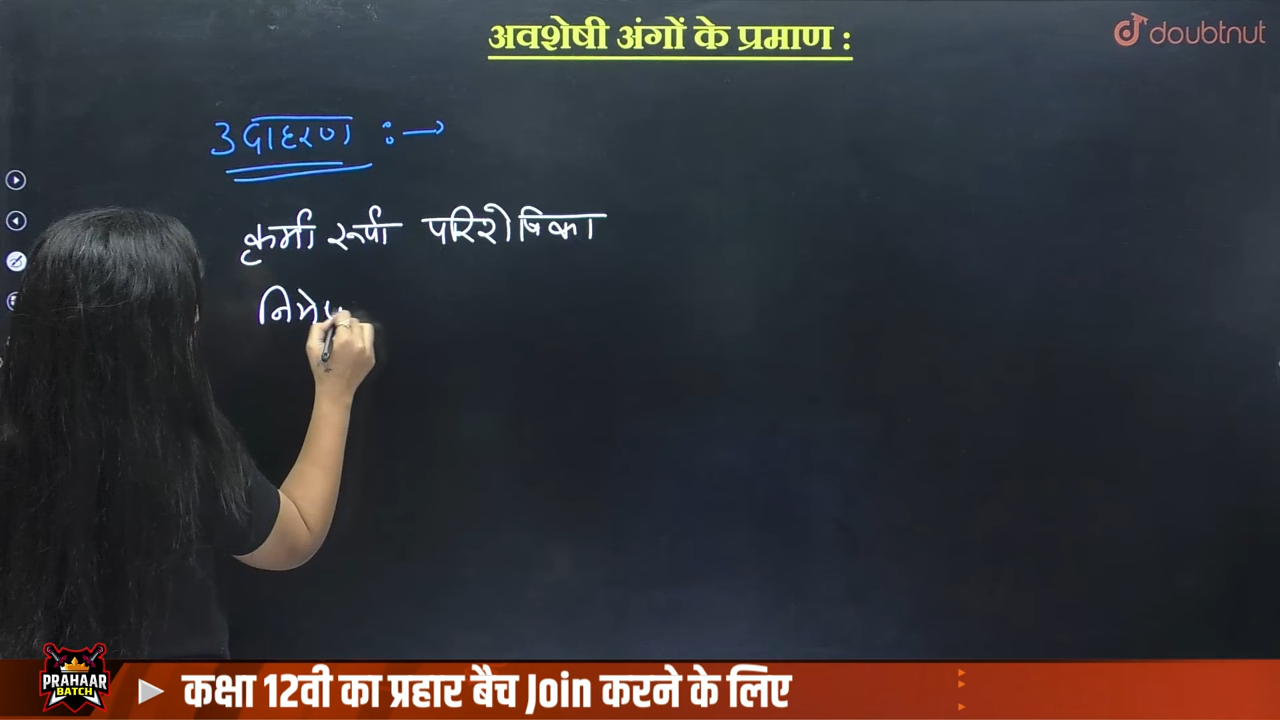 अवशेषी अंगों के प्रमाण :
doubtnut
उदाहरण :→
कृमी रूपी परिशेषिका
PRAHAAR
BATCH
कक्षा 12वी का प्रहार बैच Join करने के लिए